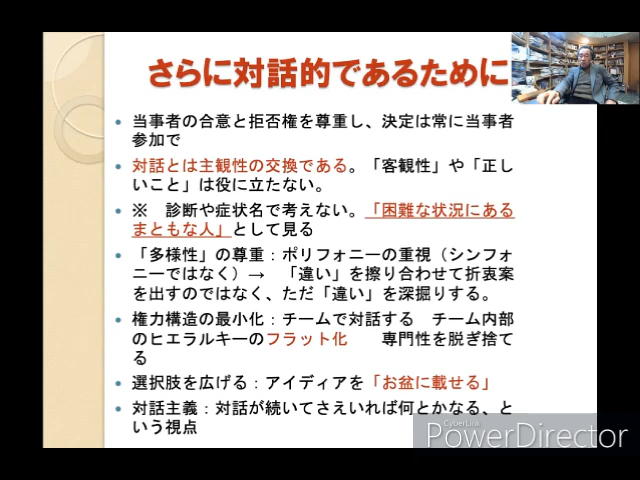 さらに対話的であるために
当事者の合意と拒否権を尊重し、決定は常に当事者
参加で
対話とは主観性の交換である。「客観性」や「正し
いこと」は役に立たない。
※　診断や症状名で考えない。「困難な状況にある
まともな人」として見る
「多様性」の尊重：ポリフォニーの重視（シンフォ
ニーではなく）→　「違い」を擦り合わせて折衷案
を出すのではなく、ただ「違い」を深掘りする。
権力構造の最小化：チームで対話する　チーム内部
のヒエラルキーのフラット化　　専門性を脱ぎ捨て
る
選択肢を広げる：アイディアを「お盆に載せる」
対話主義：対話が続いてさえいれば何とかなる、と
いう視点
CyberLink
PowerDirector